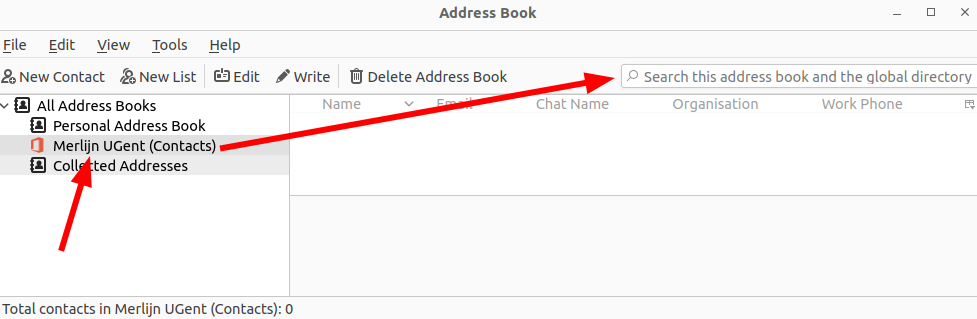 Address Book
File Edit View Tools Help
New Contact New List Edit Write Delete Address Book Search this address book and the global directory
All Address Books Name Email Chat Name Organisation Work Phone
Personal Address Book
Merlijn UGent (Contacts)
Collected Addresses
Total contacts in Merlijn UGent (Contacts): 0